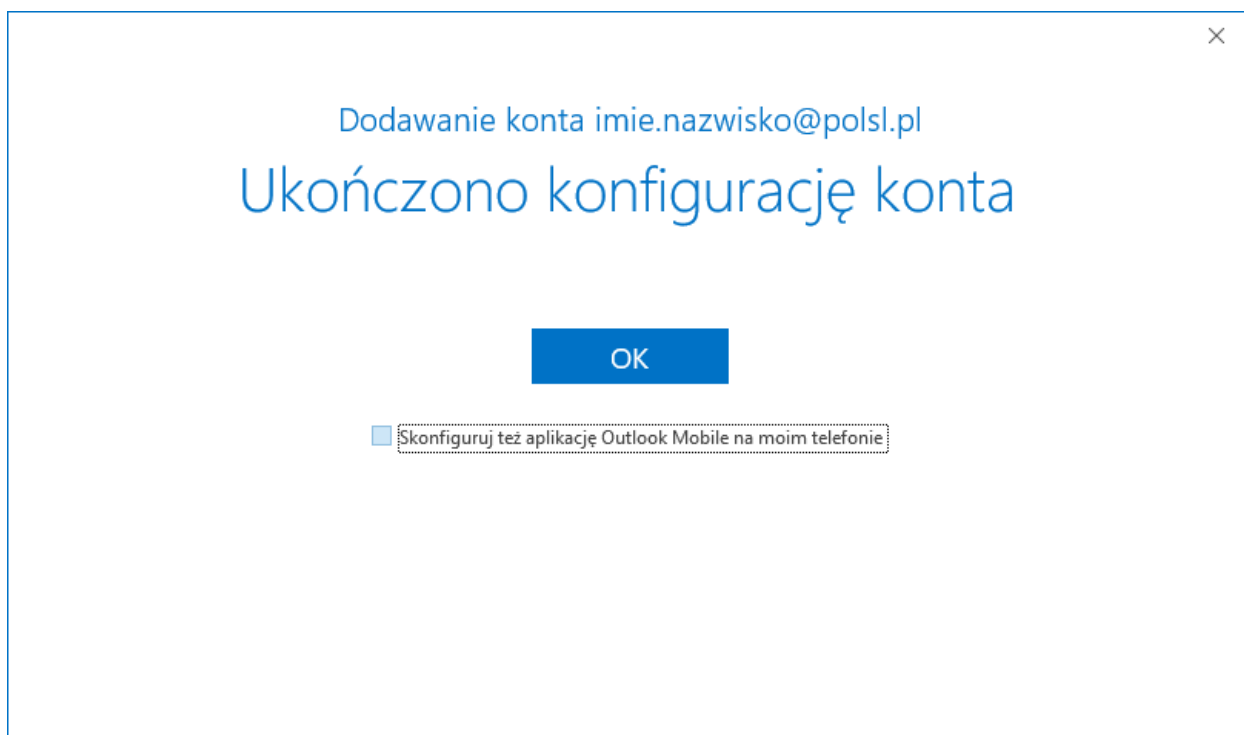 Dodawanie konta imie.nazwisko@polsl.pl
Ukończono konfigurację konta
OK
Skonfiguruj też aplikację Outlook Mobile na moim telefonie